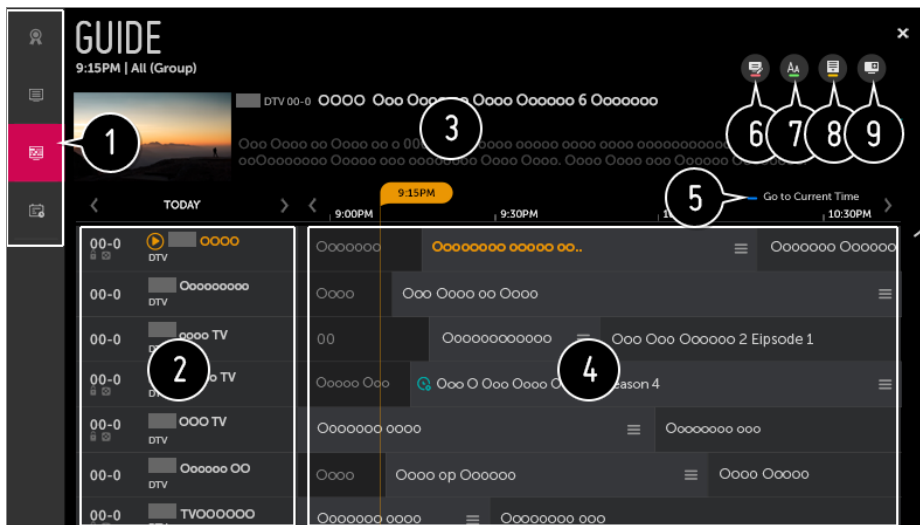 GUIDE
9:15PM | All (Group)
DTV 00-0 OOOO Ooo Oooo Oooooo 6 Ooooooo
1
3
6 7 8 9
AA
5 Go to Current Time
TODAY
9:15PM
9:00PM 9:30PM 10:30PM
00-0 OOOO Ooooooo Oooooooo ooooo oo.. Ooooooo Oooooo
DTV
00-0 Ooooooooo Oooo Ooo Oooo oo Oooo
DTV
00-0 oooo TV 00 Oooooooooooo Ooo Ooo Oooooo 2 Eipsode 1
2
4
00-0 TV Ooooo Ooo Ooo O Ooo Oooo 4
DTV
00-0 OOO TV Ooooooo oooo Oooooooo ooo
DTV
00-0 Oooooo OO Oooo Oooo op Oooooo Oooo Ooooo
DTV
00-0 TVOOOOOO Ooooooo oooo Oooooooo ooo